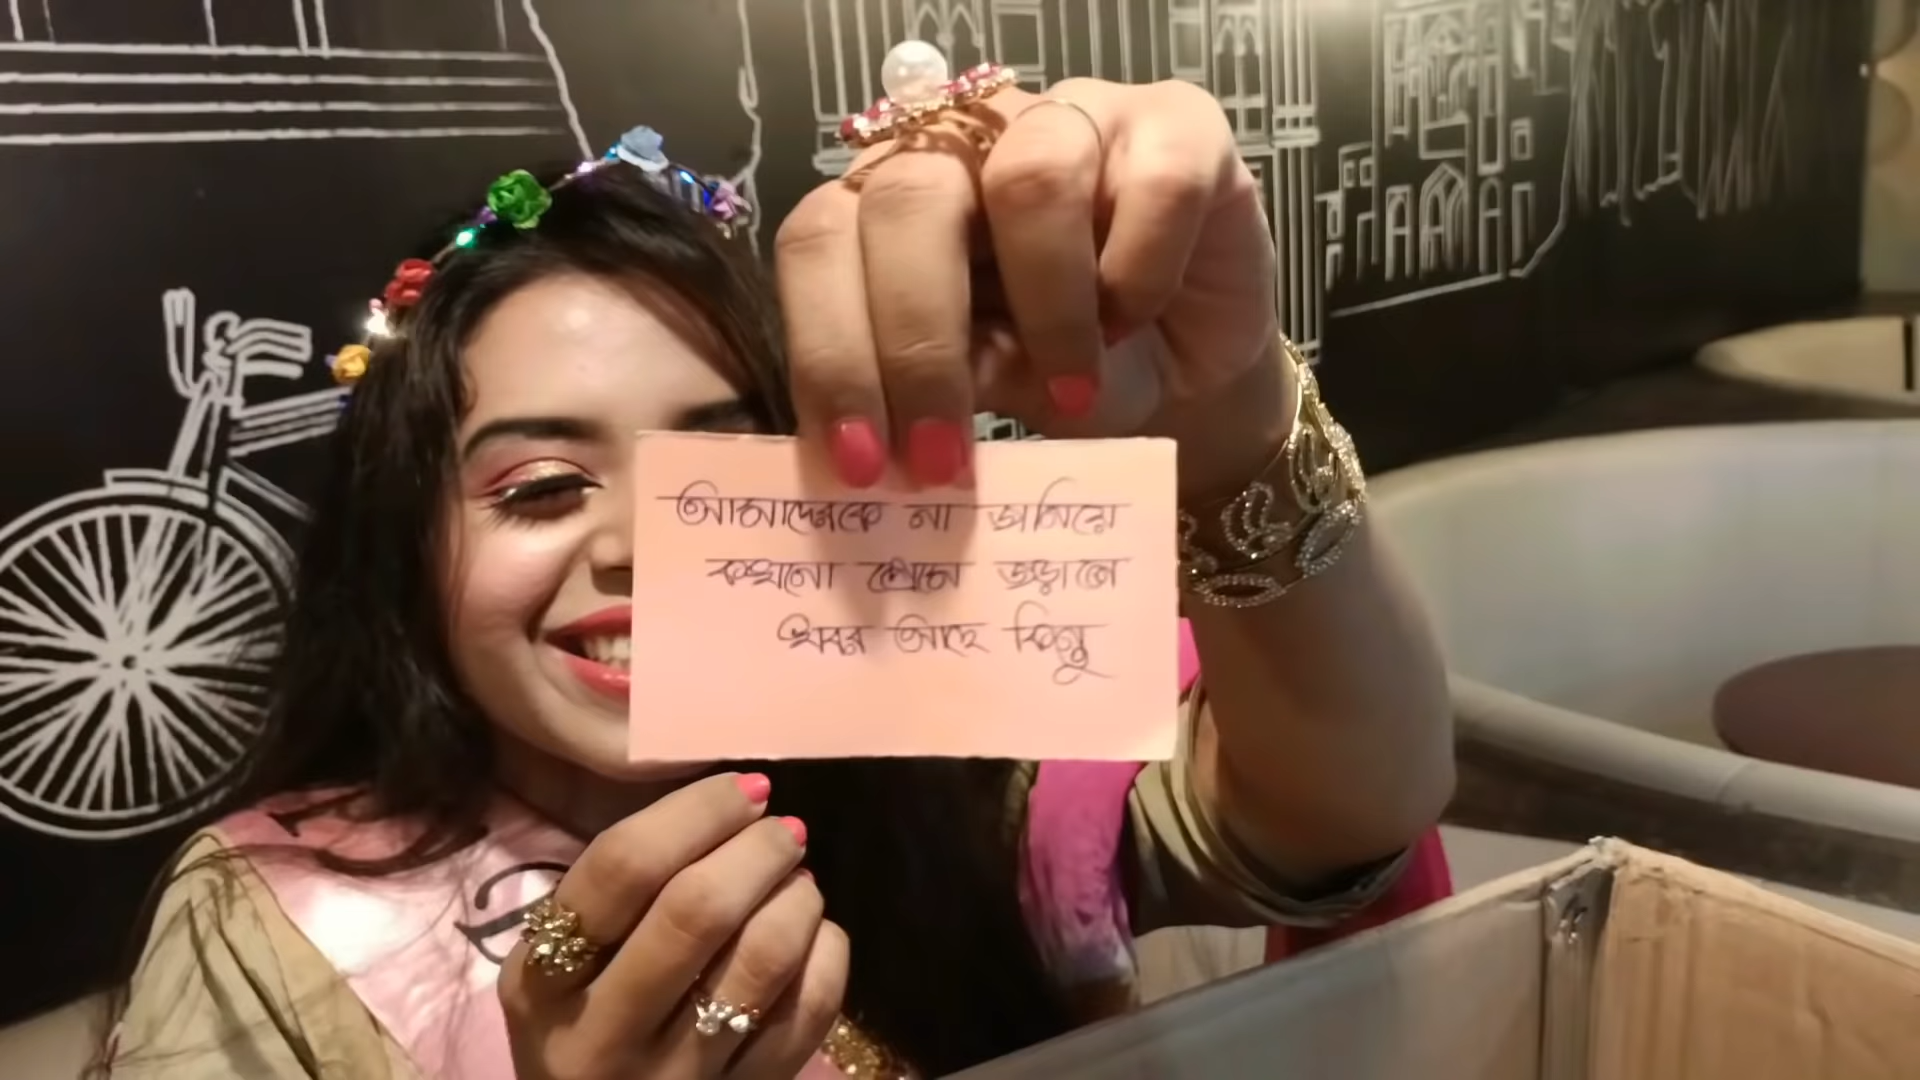 আমাদেরকে না জানিয়ে
কখনো প্রেমে জড়ালে
খবর আছে কিন্তু